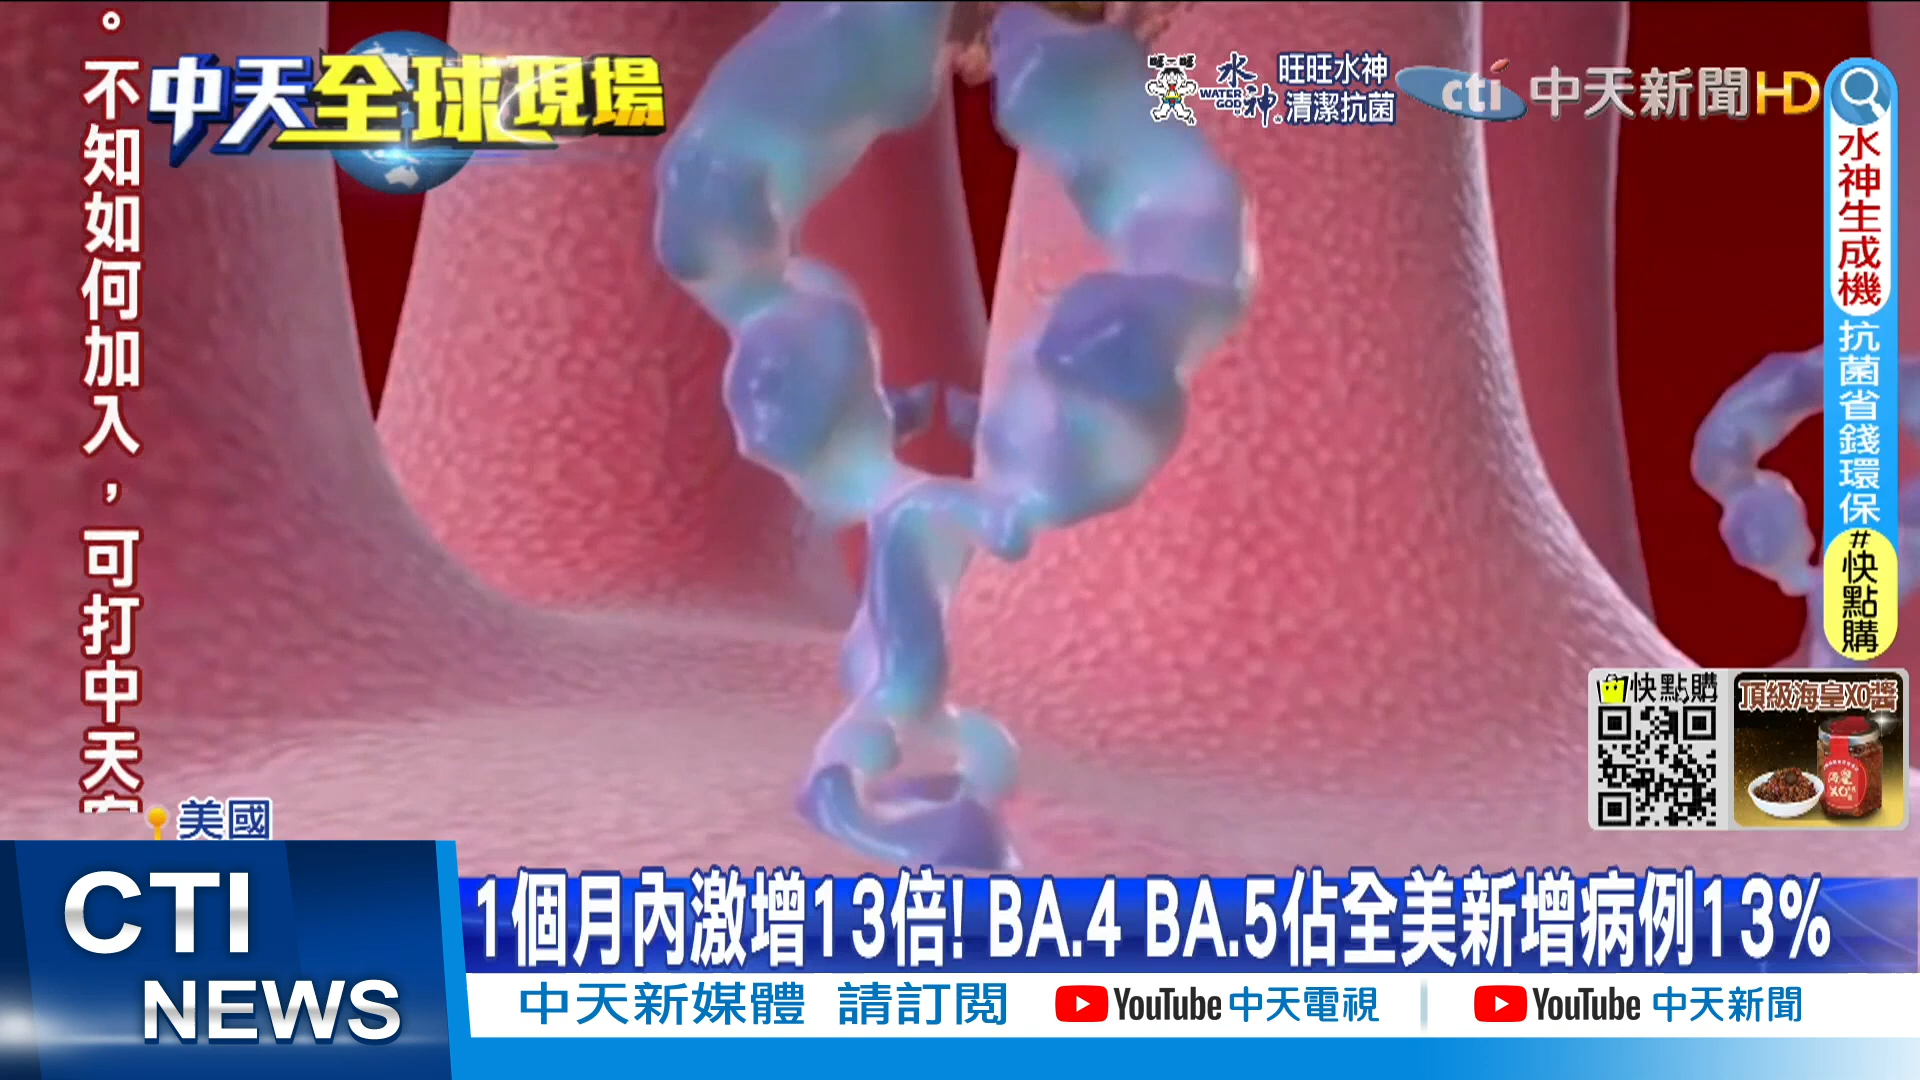 。不知如何加入，可打中天客
中天全球現場
水神
WATER GOD
旺旺水神
清潔抗菌
cti 中天新聞HD
水神生成機
抗菌省錢環保
#快點購
快點購
頂級海皇XO醬
美國
CTI
NEWS
1個月內激增13倍! BA.4 BA.5佔全美新增病例13%
中天新媒體 請訂閱 YouTube 中天電視 | YouTube 中天新聞